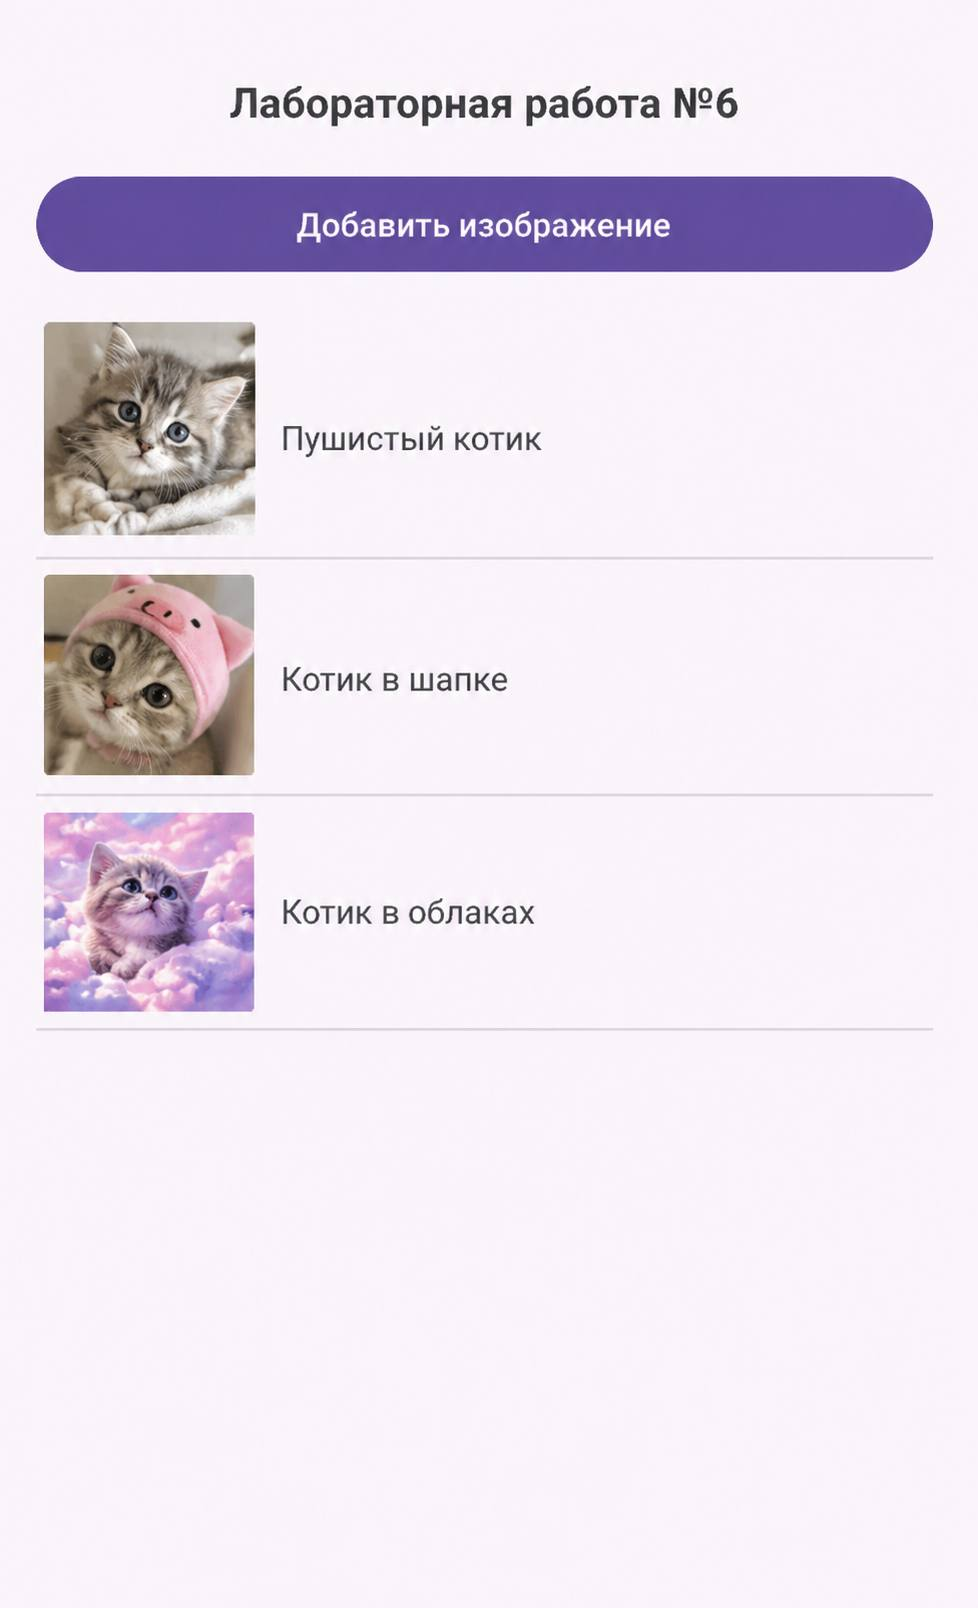 Лабораторная работа №6
Добавить изображение
Пушистый котик
Котик в шапке
Котик в облаках